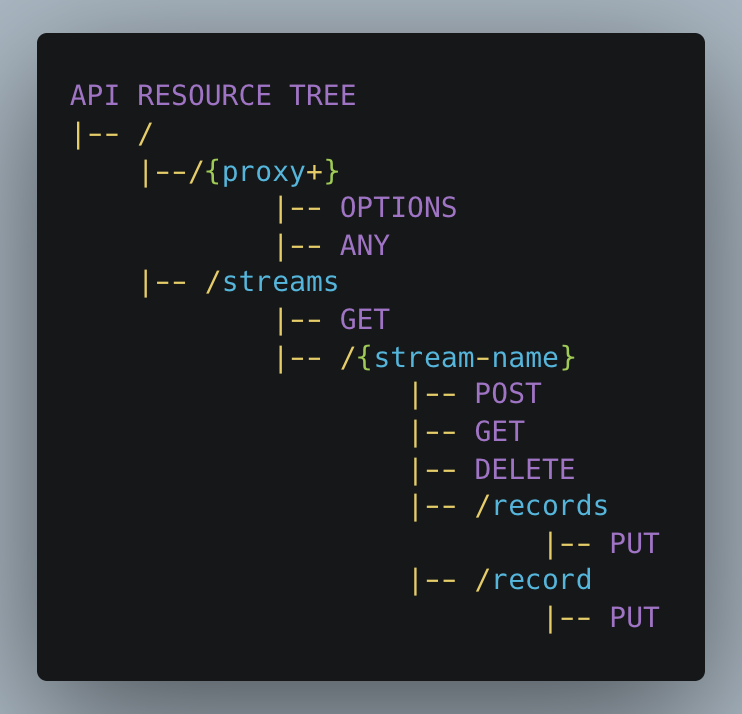 API RESOURCE TREE
|-- /
    |--/{proxy+}
            |-- OPTIONS
            |-- ANY
    |-- /streams
            |-- GET
            |-- /{stream-name}
                    |-- POST
                    |-- GET
                    |-- DELETE
                    |-- /records
                            |-- PUT
                    |-- /record
                            |-- PUT